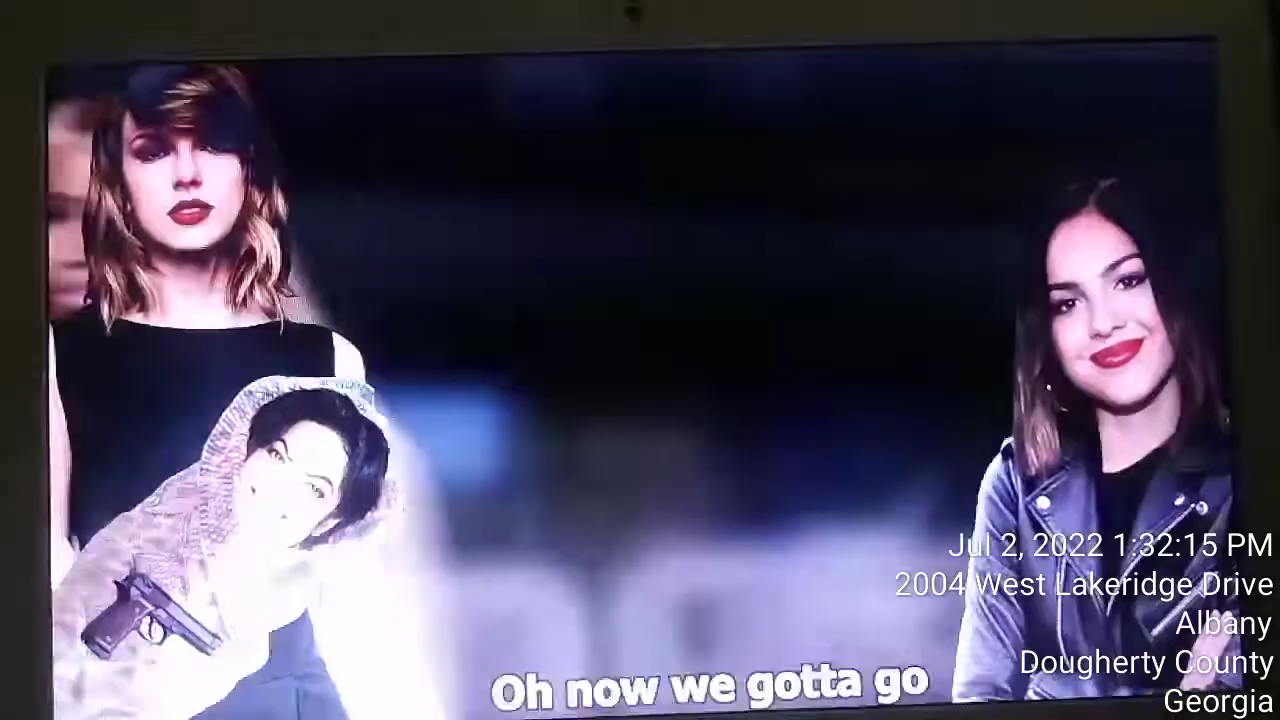 Oh now we gotta go
Jul 2, 2022 1:32:15 PM
2004 West Lakeridge Drive
Albany
Dougherty County
Georgia